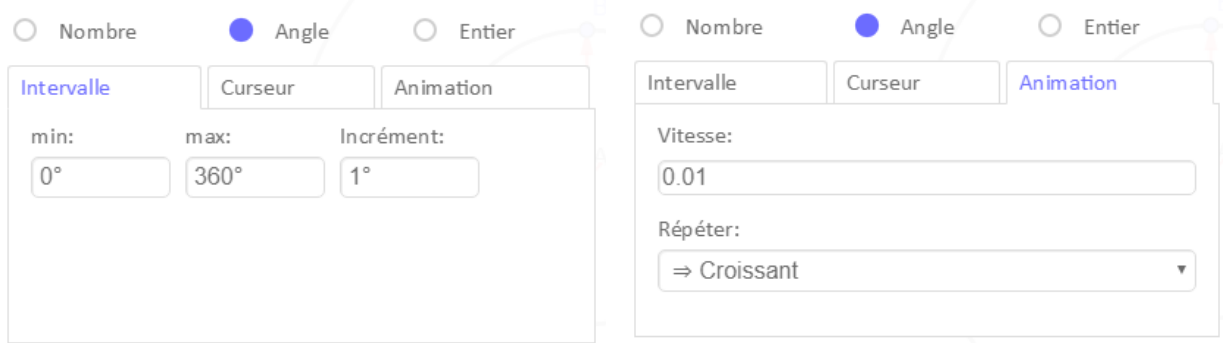 Nombre Angle Entier
Intervalle Curseur Animation
min: max: Incrément:
0° 360° 1°
Nombre Angle Entier
Intervalle Curseur Animation
Vitesse:
0.01
Répéter:
⇒ Croissant